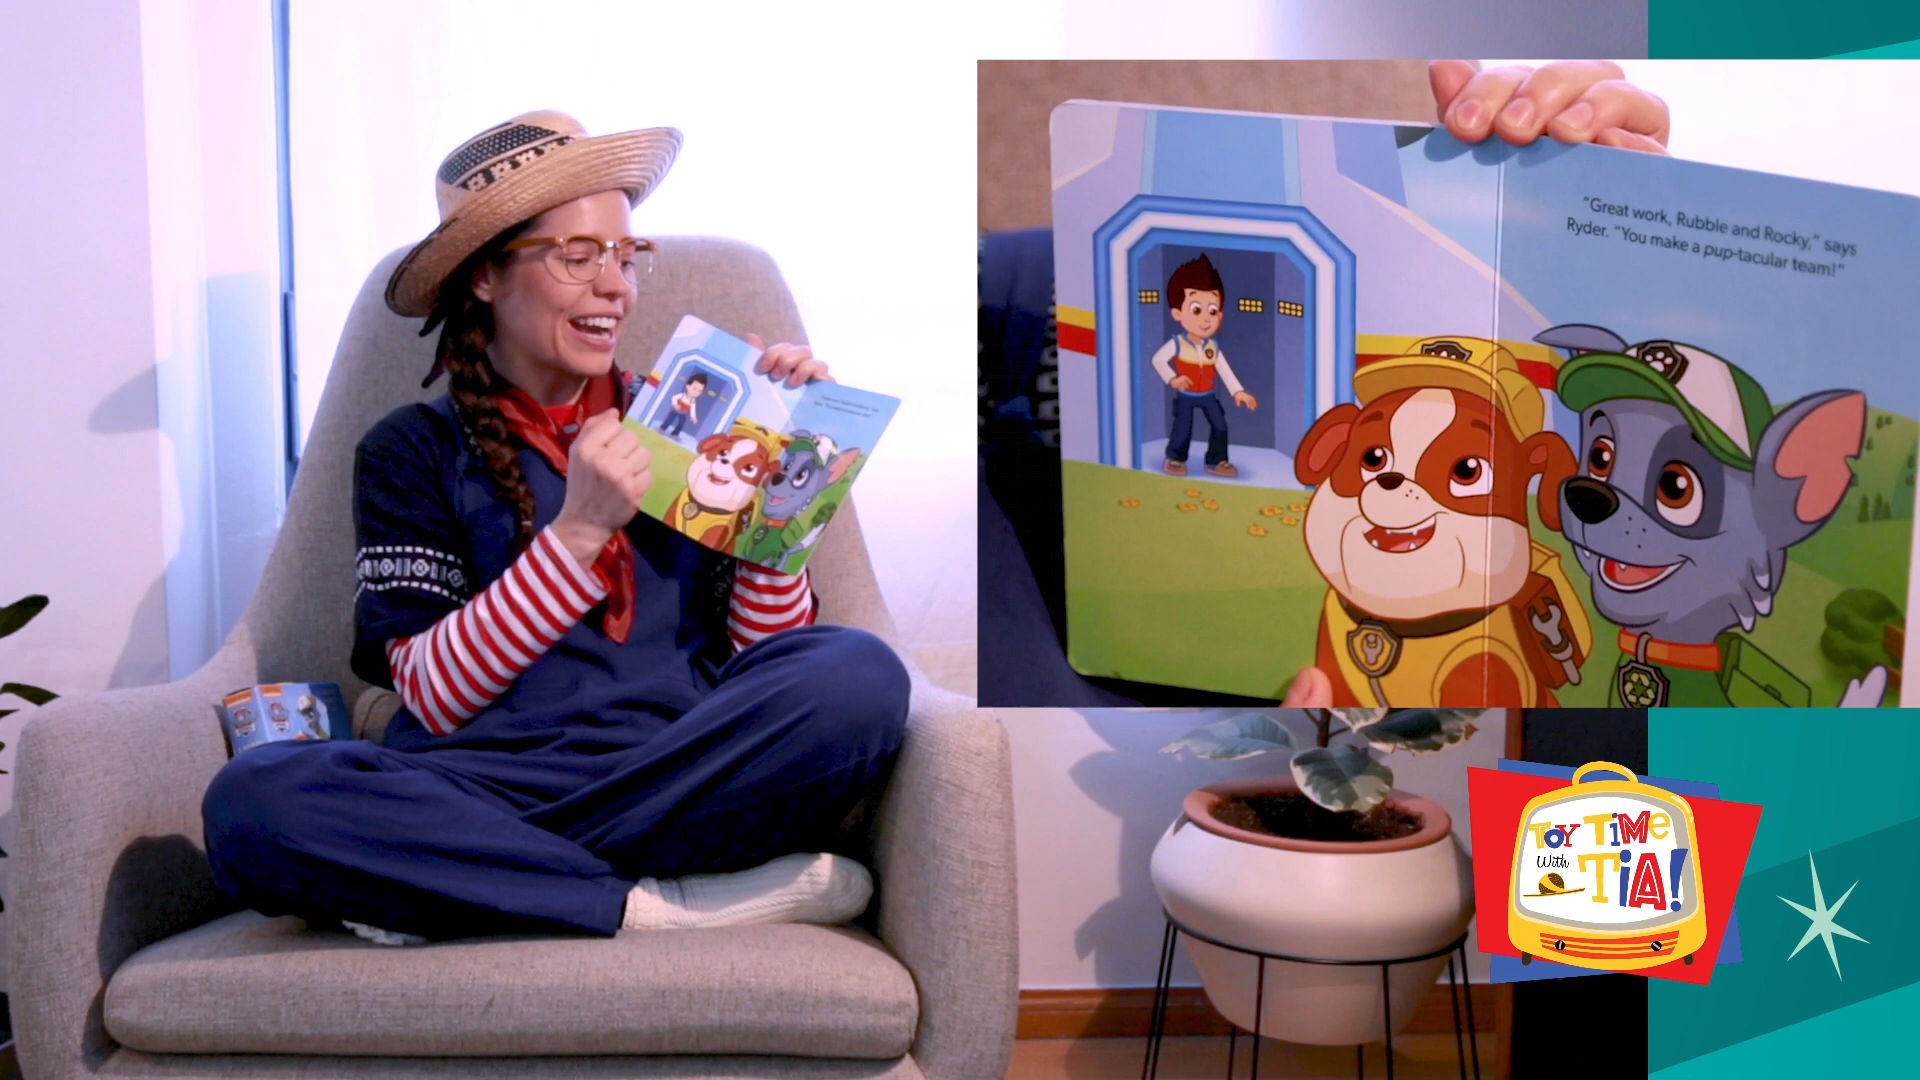 "Great work, Rubble and Rocky," says
Ryder. "You make a pup-tacular team!"
TOY TIME
With
TIA!